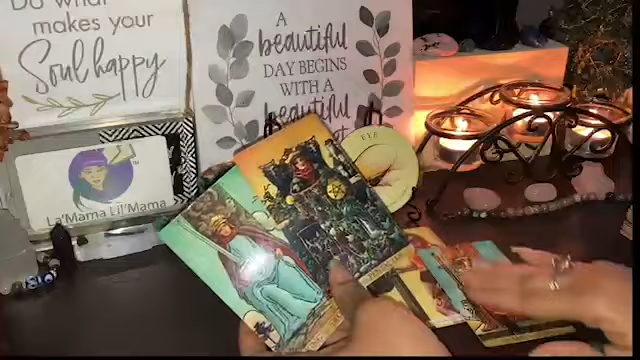 Do what
makes your
Soul happy
A
beautiful
DAY BEGINS
WITH A
beautiful
La'Mama Lil'Mama
EYE